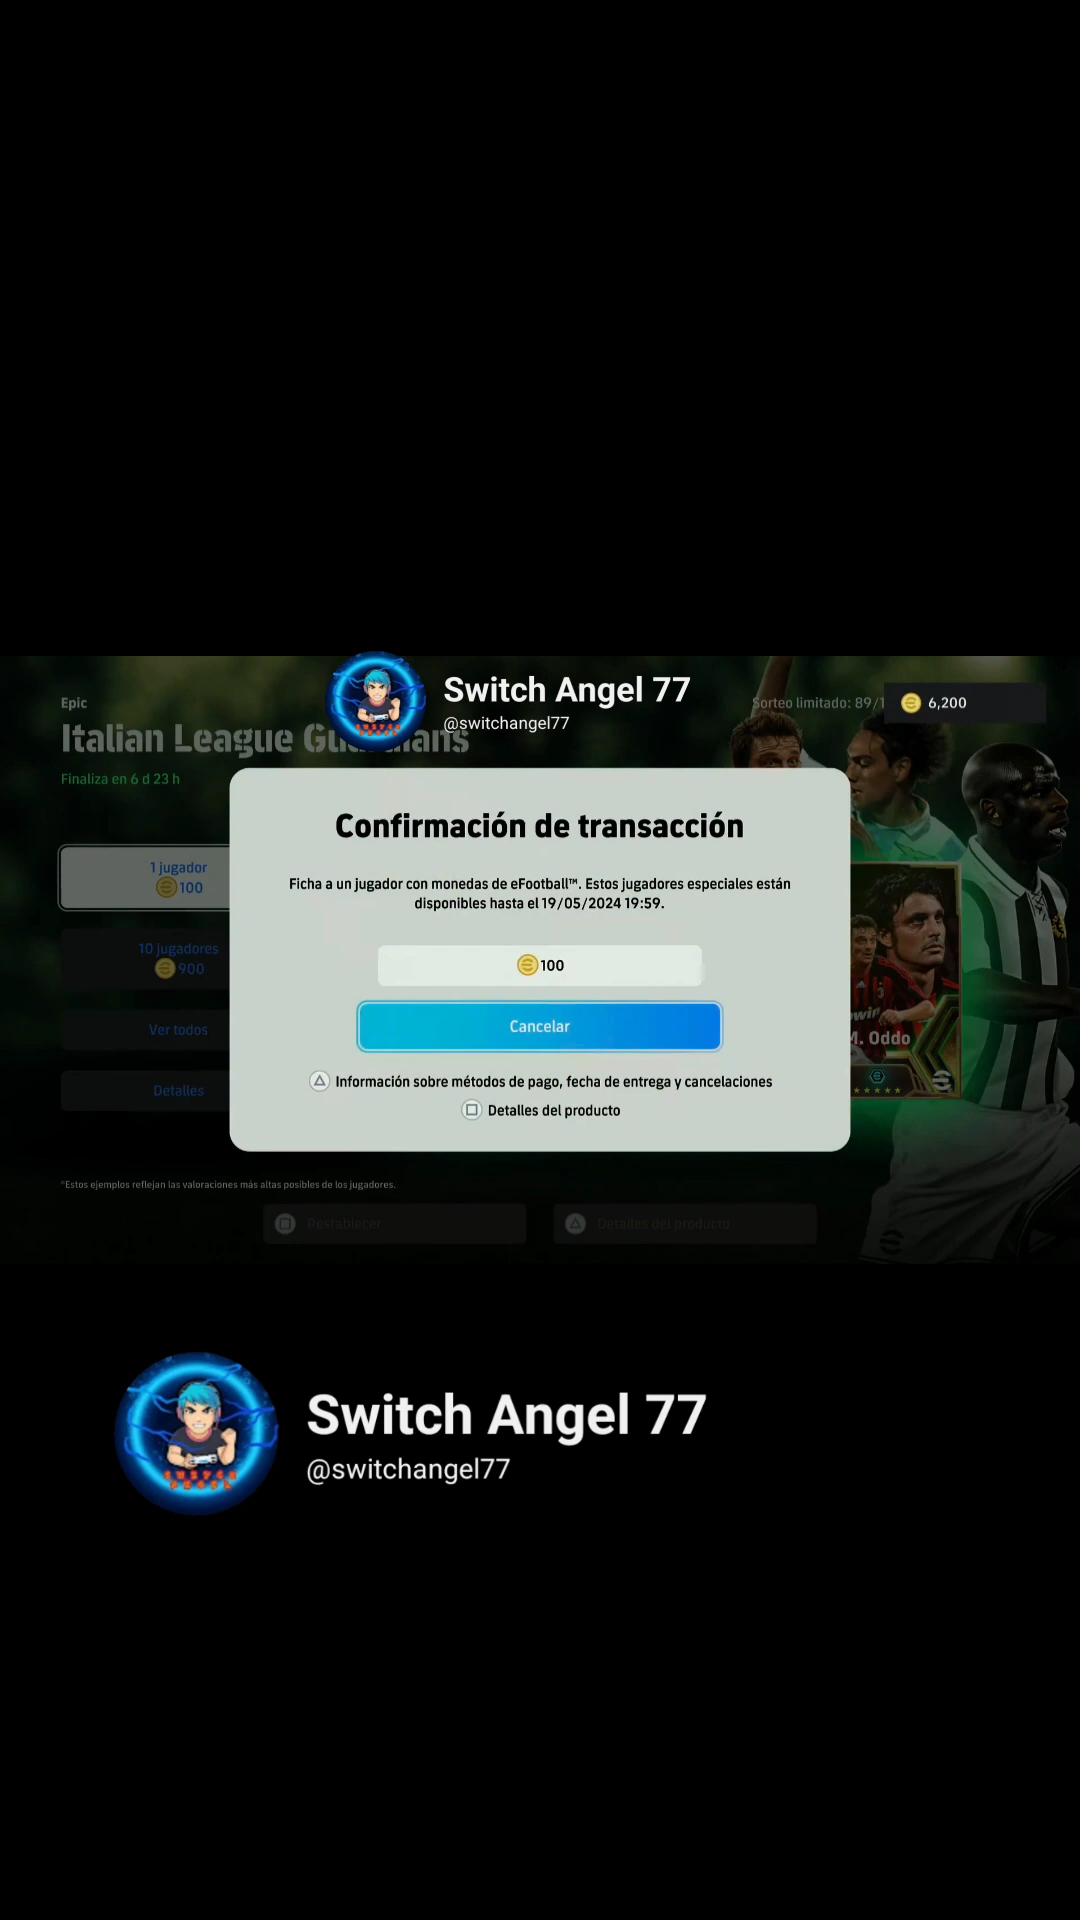 Switch Angel 77
@switchangel77
Epic
Sorteo limitado: 89/1
6,200
Italian League Gu
ans
Finaliza en 6 d 23 h
Confirmación de transacción
1 jugador
100
Ficha a un jugador con monedas de eFootball™. Estos jugadores especiales están
disponibles hasta el 19/05/2024 19:59.
10 jugadores
900
100
Ver todos
Cancelar
M. Oddo
Detalles
Información sobre métodos de pago, fecha de entrega y cancelaciones
Detalles del producto
*Estos ejemplos reflejan las valoraciones más altas posibles de los jugadores.
Restablecer
Detalles del producto
Switch Angel 77
@switchangel77